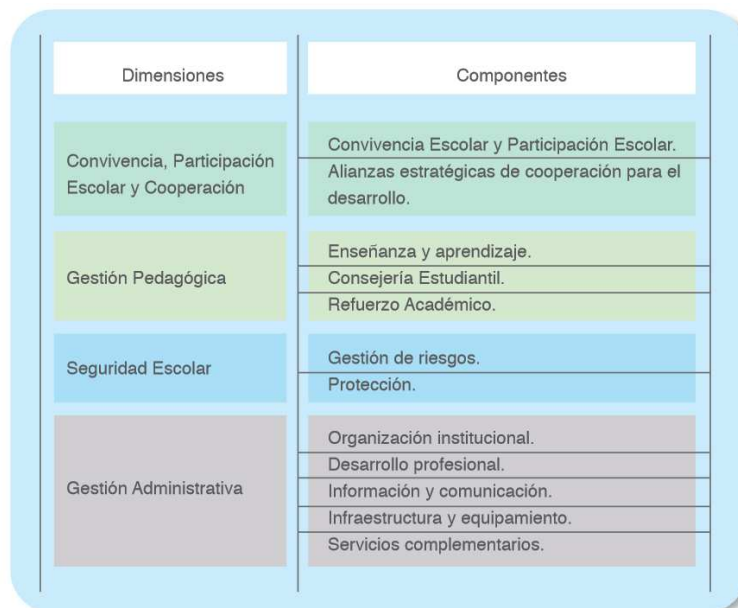 Dimensiones
Componentes
Convivencia, Participación
Escolar y Cooperación
Convivencia Escolar y Participación Escolar.
Alianzas estratégicas de cooperación para el
desarrollo.
Gestión Pedagógica
Enseñanza y aprendizaje.
Consejería Estudiantil.
Refuerzo Académico.
Seguridad Escolar
Gestión de riesgos.
Protección.
Gestión Administrativa
Organización institucional.
Desarrollo profesional.
Información y comunicación.
Infraestructura y equipamiento.
Servicios complementarios.